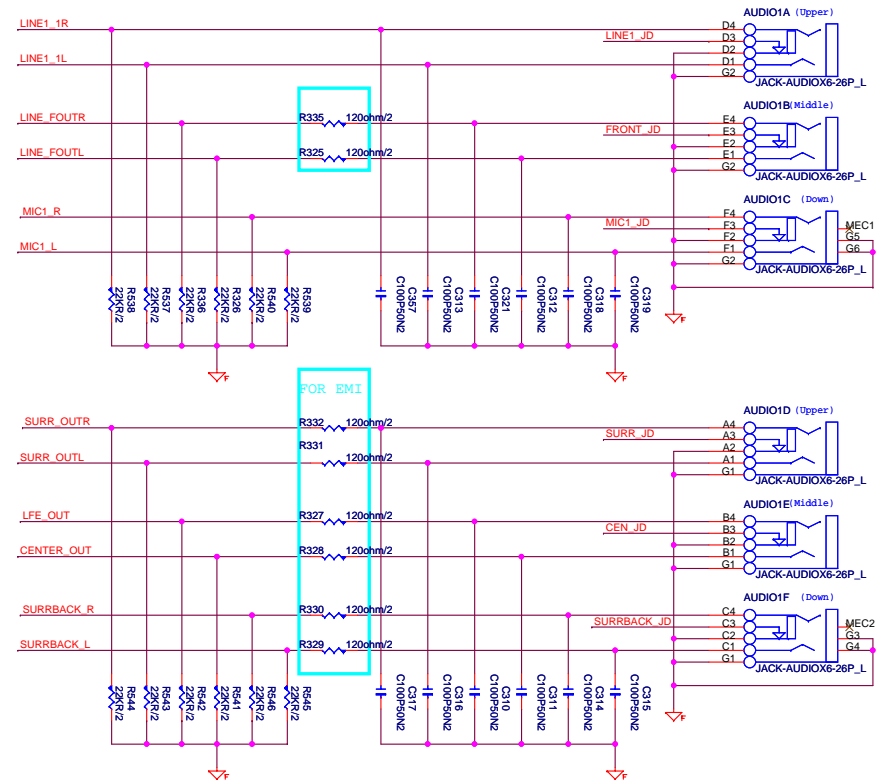 LINE1_1R
LINE1_1L
LINE_FOUTR
LINE_FOUTL
MIC1_R
MIC1_L
R335 120ohm/2
R325 120ohm/2
LINE1_JD
FRONT_JD
MIC1_JD
AUDIO1A (Upper)
D4
D3
D2
D1
G2
JACK-AUDIOX6-26P_L
AUDIO1B (Middle)
E4
E3
E2
E1
G2
JACK-AUDIOX6-26P_L
AUDIO1C (Down)
F4
F3
F2
F1
G2
MEC1
G5
G6
JACK-AUDIOX6-26P_L
R538 22KR/2
R537 22KR/2
R336 22KR/2
R326 22KR/2
R540 22KR/2
R539 22KR/2
C357 C100P50N2
C313 C100P50N2
C321 C100P50N2
C312 C100P50N2
C318 C100P50N2
C319 C100P50N2
F
F
F
FOR EMI
SURR_OUTR
SURR_OUTL
LFE_OUT
CENTER_OUT
SURRBACK_R
SURRBACK_L
R332 120ohm/2
R331 120ohm/2
R327 120ohm/2
R328 120ohm/2
R330 120ohm/2
R329 120ohm/2
SURR_JD
CEN_JD
SURRBACK_JD
AUDIO1D (Upper)
A4
A3
A2
A1
G1
JACK-AUDIOX6-26P_L
AUDIO1E (Middle)
B4
B3
B2
B1
G1
JACK-AUDIOX6-26P_L
AUDIO1F (Down)
C4
C3
C2
C1
G1
MEC2
G3
G4
JACK-AUDIOX6-26P_L
R544 22KR/2
R543 22KR/2
R542 22KR/2
R541 22KR/2
R546 22KR/2
R545 22KR/2
C317 C100P50N2
C316 C100P50N2
C310 C100P50N2
C311 C100P50N2
C314 C100P50N2
C315 C100P50N2
F
F
F